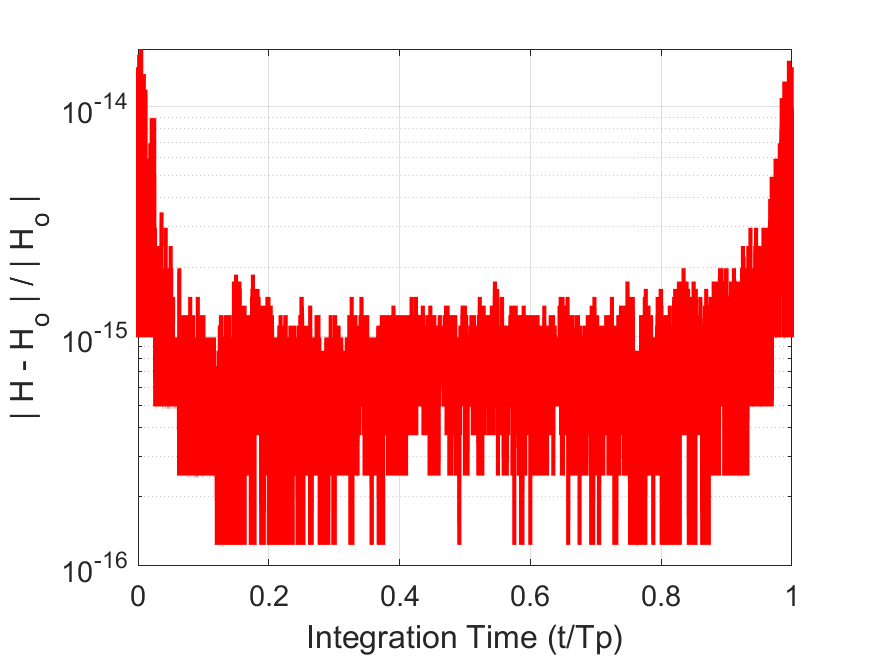 10^-14
10^-15
10^-16
| H - H_o | / | H_o |
0 0.2 0.4 0.6 0.8 1
Integration Time (t/Tp)